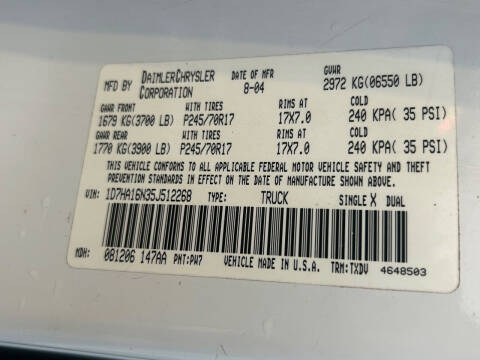 MFD BY DAIMLERCHRYSLER CORPORATION DATE OF MFR 8-04 GVWR 2972 KG(06550 LB)
GAWR FRONT WITH TIRES RIMS AT COLD
1679 KG(3700 LB) P245/70R17 17X7.0 240 KPA( 35 PSI)
GAWR REAR WITH TIRES RIMS AT COLD
1770 KG(3900 LB) P245/70R17 17X7.0 240 KPA( 35 PSI)
THIS VEHICLE CONFORMS TO ALL APPLICABLE FEDERAL MOTOR VEHICLE SAFETY AND THEFT
PREVENTION STANDARDS IN EFFECT ON THE DATE OF MANUFACTURE SHOWN ABOVE.
VIN: 1D7HA16N35J512268 TYPE: TRUCK SINGLE X DUAL
MDH: 081206 147AA PNT:PW7 VEHICLE MADE IN U.S.A. TRM:TXDV 4648503